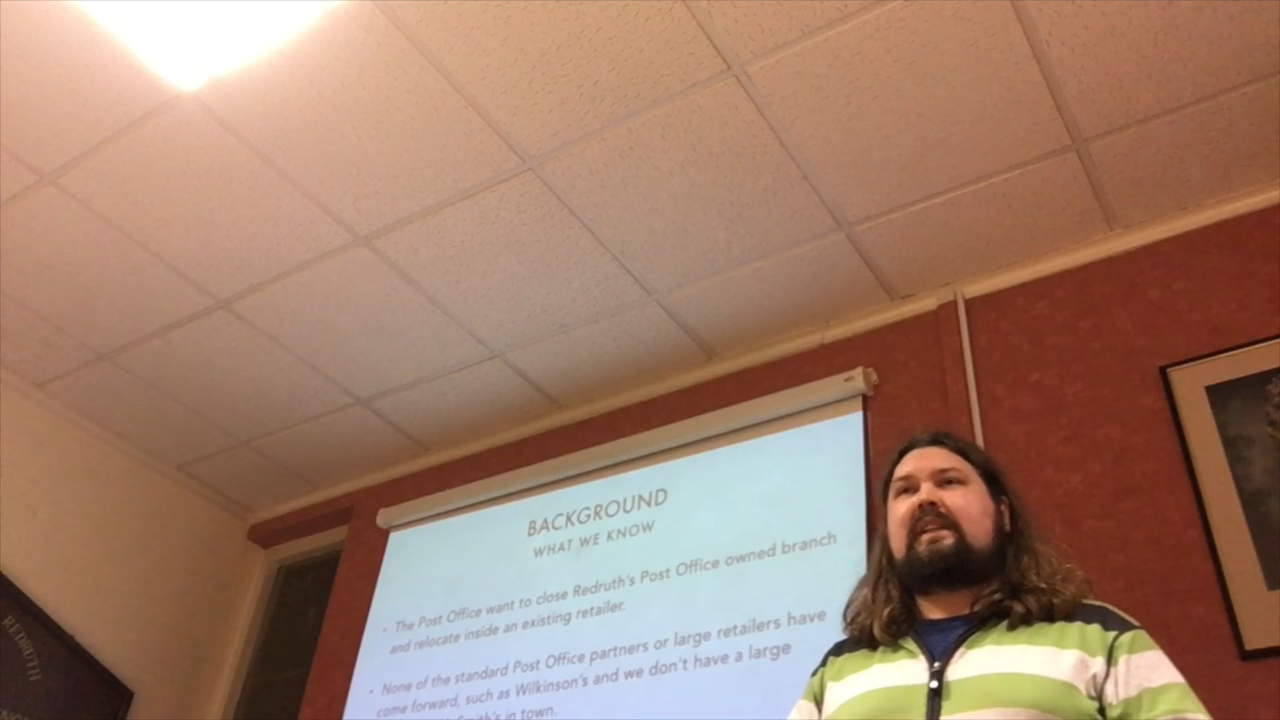 BACKGROUND
WHAT WE KNOW
• The Post Office want to close Redruth's Post Office owned branch
and relocate inside an existing retailer.
• None of the standard Post Office partners or large retailers have
come forward, such as Wilkinson's and we don't have a large
Smith's in town.
REDRUTH